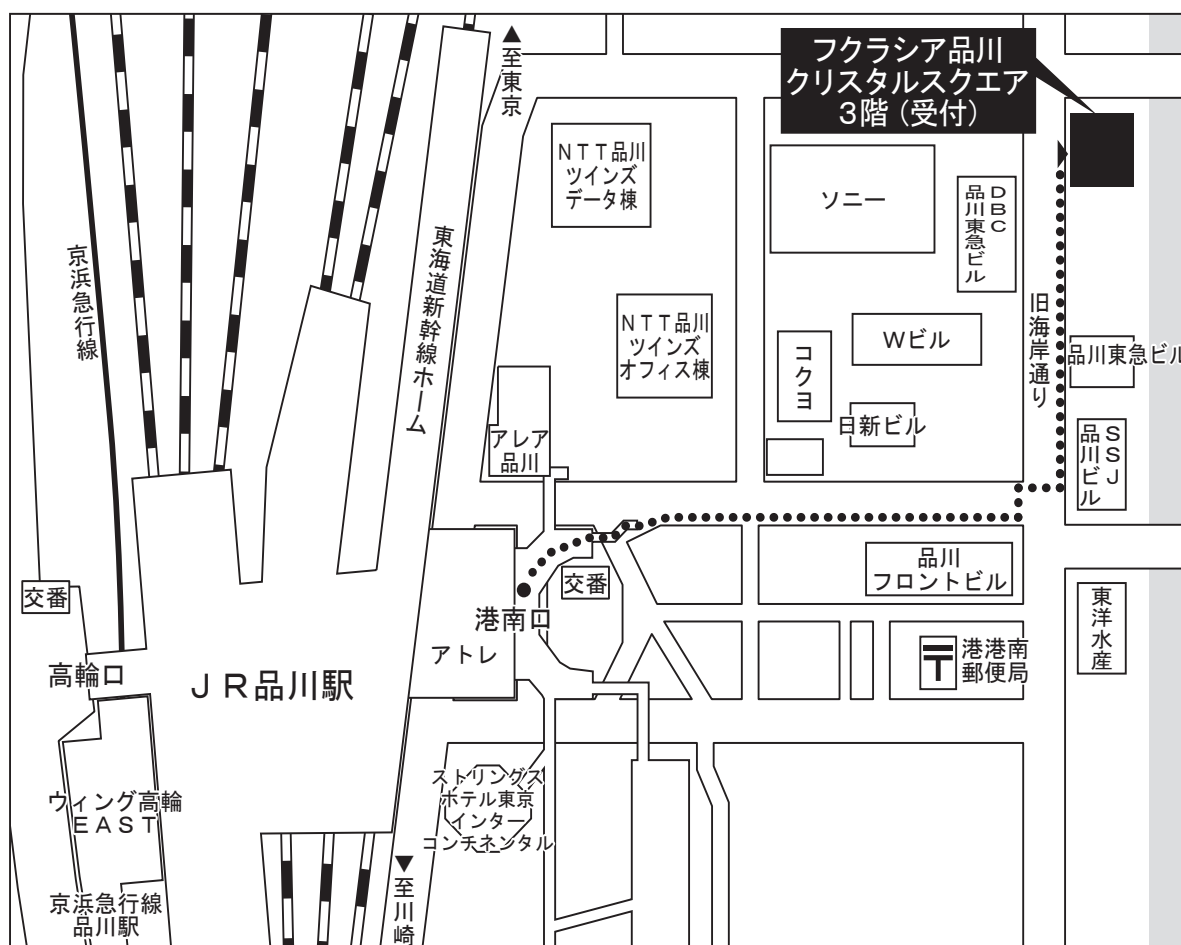 ▲至東京
フクラシア品川
クリスタルスクエア
3階（受付）
NTT品川
ツインズ
データ棟
ソニー
DBC
品川東急ビル
京浜急行線
東海道新幹線ホーム
NTT品川
ツインズ
オフィス棟
コクヨ
Wビル
日新ビル
旧海岸通り
品川東急ビル
アレア
品川
SSJ
品川ビル
交番
交番
品川
フロントビル
港南口
アトレ
高輪口
JR品川駅
〒
港港南
郵便局
東洋水産
ストリングス
ホテル東京
インター
コンチネンタル
ウィング高輪
EAST
京浜急行線
品川駅
▼至川崎